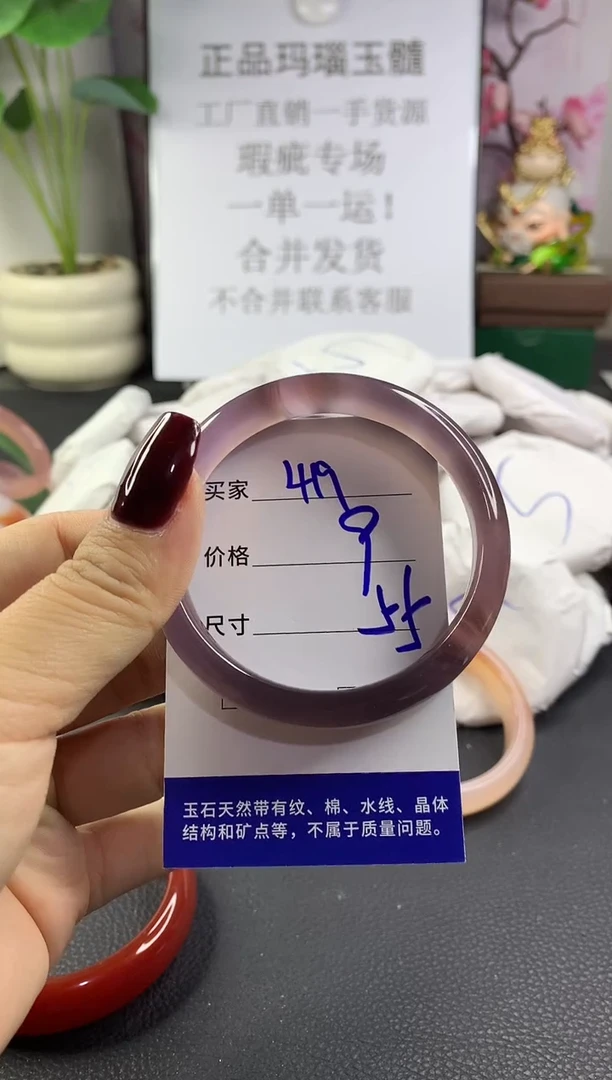 正品玛瑙玉髓
工厂直销一手货源
瑕疵专场
一单一运！
合并发货
不合并联系客服
买家 419
价格 9
尺寸 55
玉石天然带有纹、棉、水线、晶体
结构和矿点等，不属于质量问题。